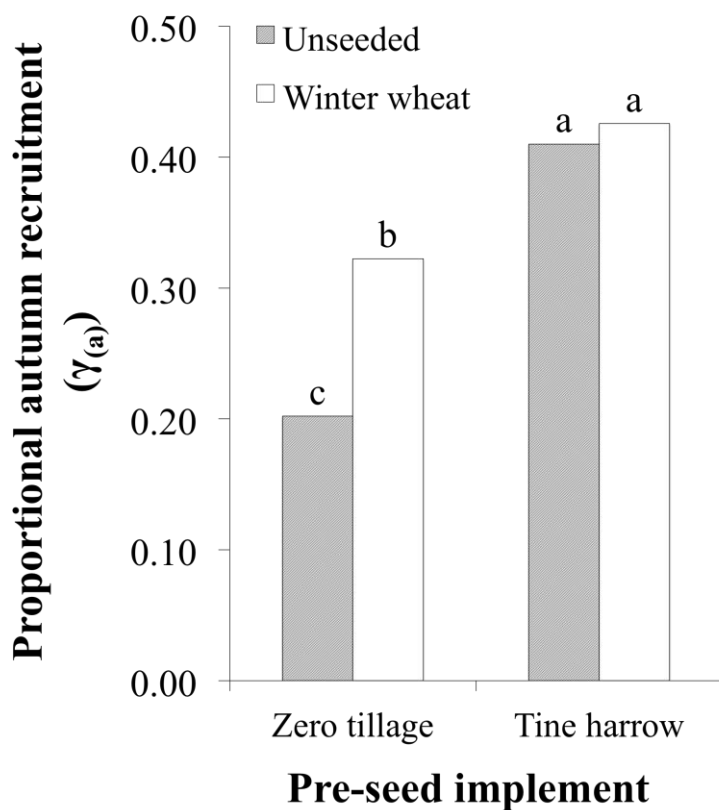 Proportional autumn recruitment
(γ(a))
0.50
0.40
0.30
0.20
0.10
0.00
Unseeded
Winter wheat
c
b
a
a
Zero tillage
Tine harrow
Pre-seed implement